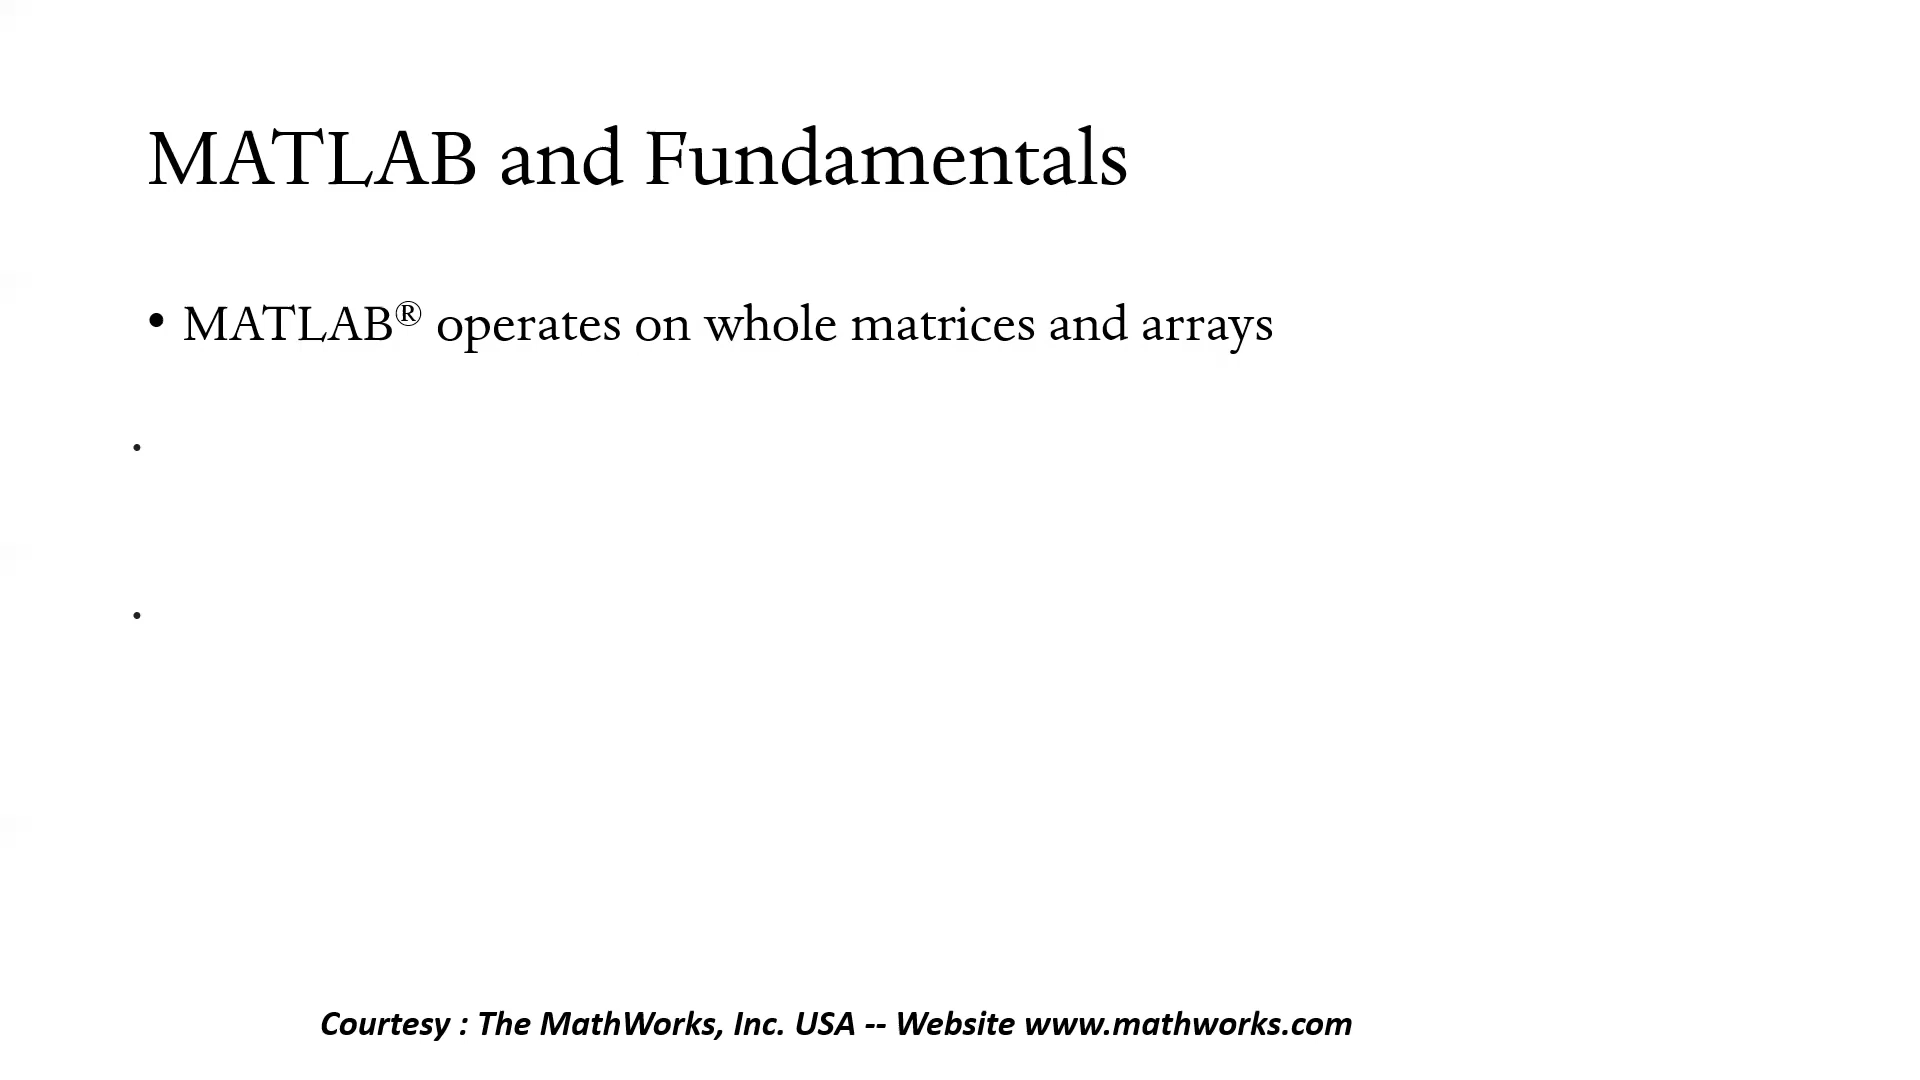 MATLAB and Fundamentals
• MATLAB® operates on whole matrices and arrays
•
•
Courtesy : The MathWorks, Inc. USA -- Website www.mathworks.com